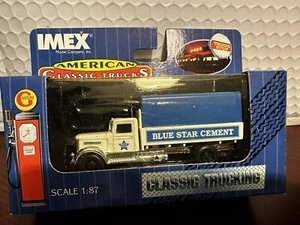 IMEX
Model Company, Inc.
AMERICAN
CLASSIC TRUCKS
BLUE STAR CEMENT
SCALE 1:87
CLASSIC TRUCKING